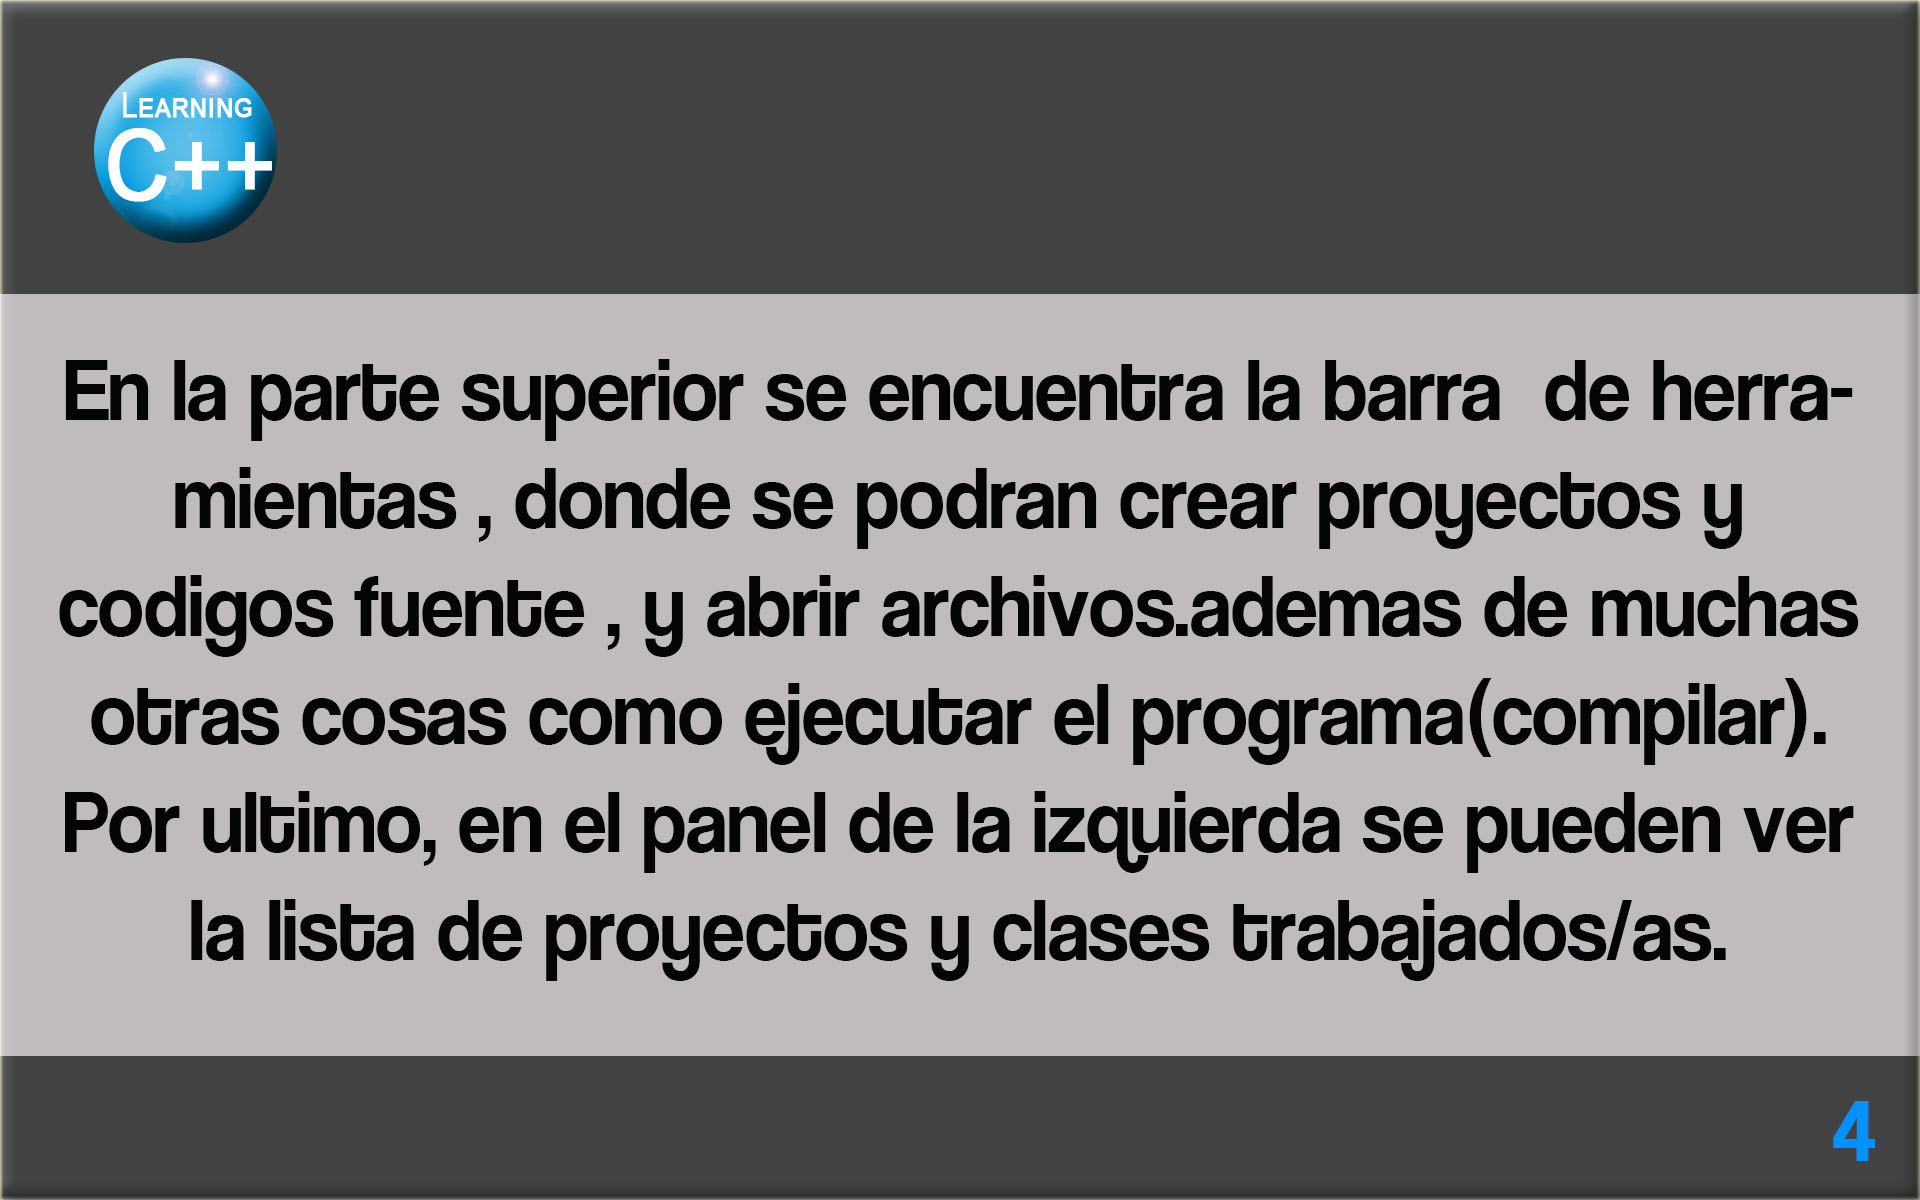 LEARNING
C++
En la parte superior se encuentra la barra  de herra-
mientas , donde se podran crear proyectos y
codigos fuente , y abrir archivos.ademas de muchas
otras cosas como ejecutar el programa(compilar).
Por ultimo, en el panel de la izquierda se pueden ver
la lista de proyectos y clases trabajados/as.
4